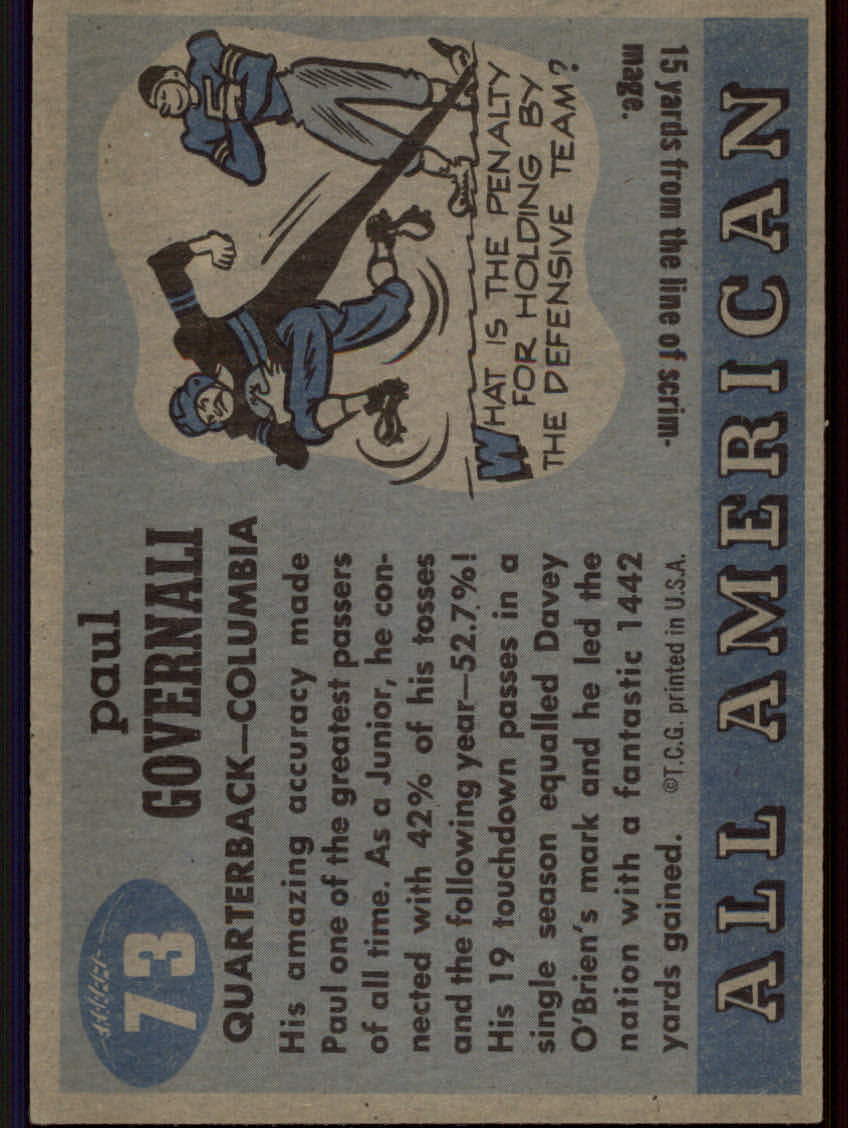 73
paul
GOVERNALI
QUARTERBACK—COLUMBIA
His amazing accuracy made
Paul one of the greatest passers
of all time. As a Junior, he con-
nected with 42% of his tosses
and the following year—52.7%!
His 19 touchdown passes in a
single season equalled Davey
O'Brien's mark and he led the
nation with a fantastic 1442
yards gained.
©T.C.G. printed in U.S.A.
WHAT IS THE PENALTY
FOR HOLDING BY
THE DEFENSIVE TEAM?
15 yards from the line of scrim-
mage.
ALL AMERICAN